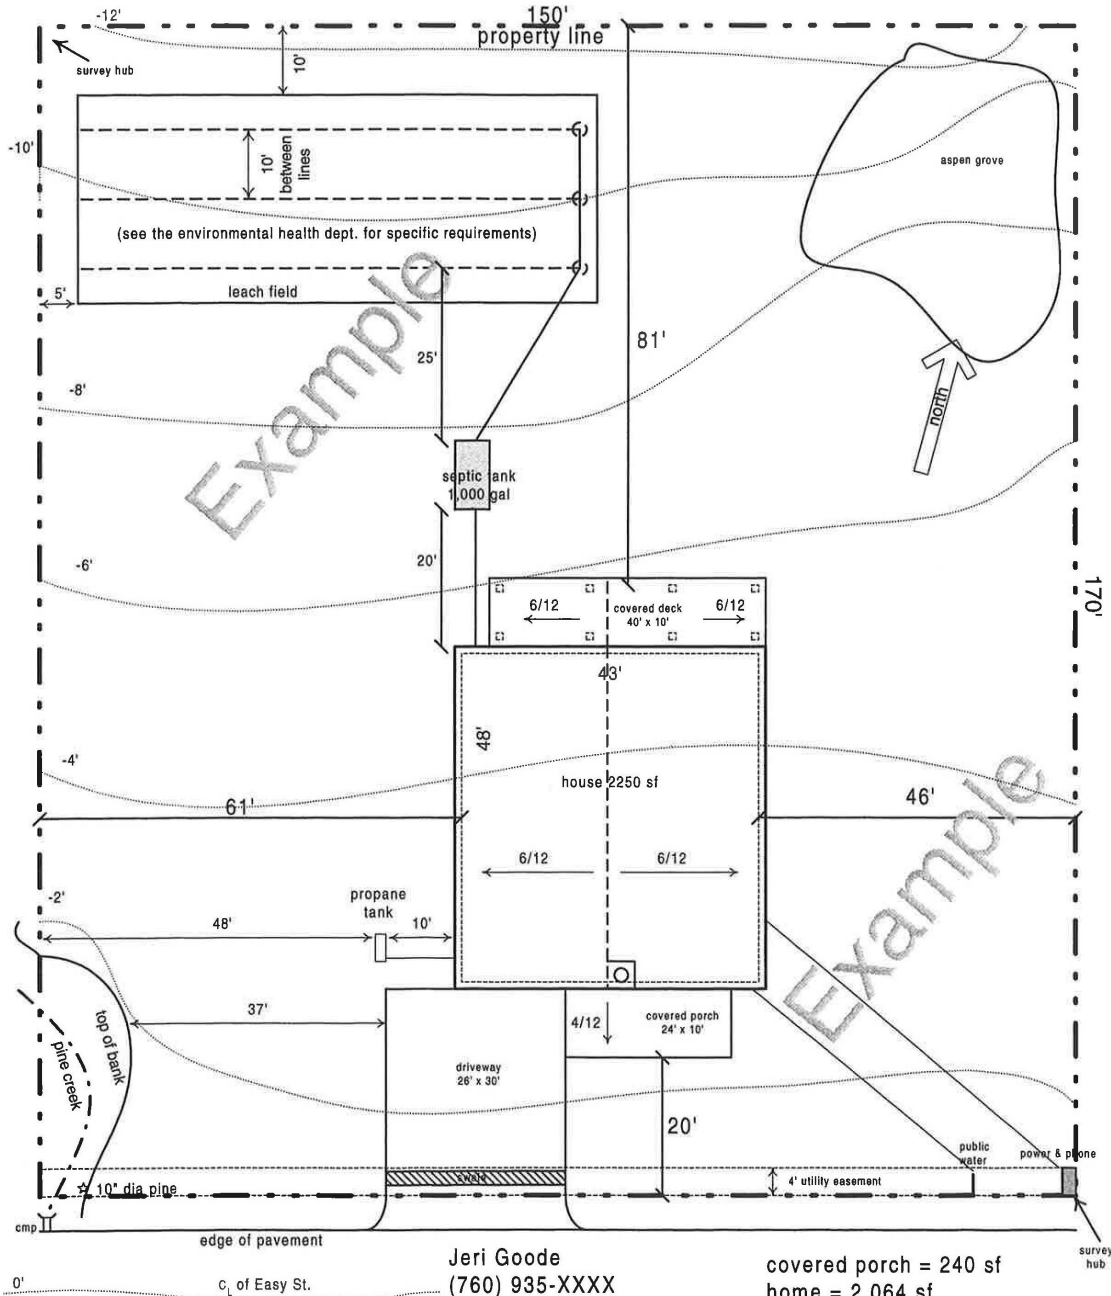 -12'
150'
property line
survey hub
10'
-10'
10'
between
lines
aspen grove
(see the environmental health dept. for specific requirements)
5'
leach field
Example
25'
81'
north
-8'
septic tank
1,000 gal
20'
-6'
170'
6/12
covered deck
40' x 10'
6/12
43'
48'
-4'
house 2250 sf
61'
46'
Example
6/12
6/12
-2'
propane
tank
48'
10'
37'
top of bank
pine creek
4/12
covered porch
24' x 10'
driveway
26' x 30'
20'
public
water
power & phone
swale
4' utility easement
10" dia pine
cmp
edge of pavement
survey
hub
Jeri Goode
(760) 935-XXXX
covered porch = 240 sf
home = 2,064 sf
0'
CL of Easy St.